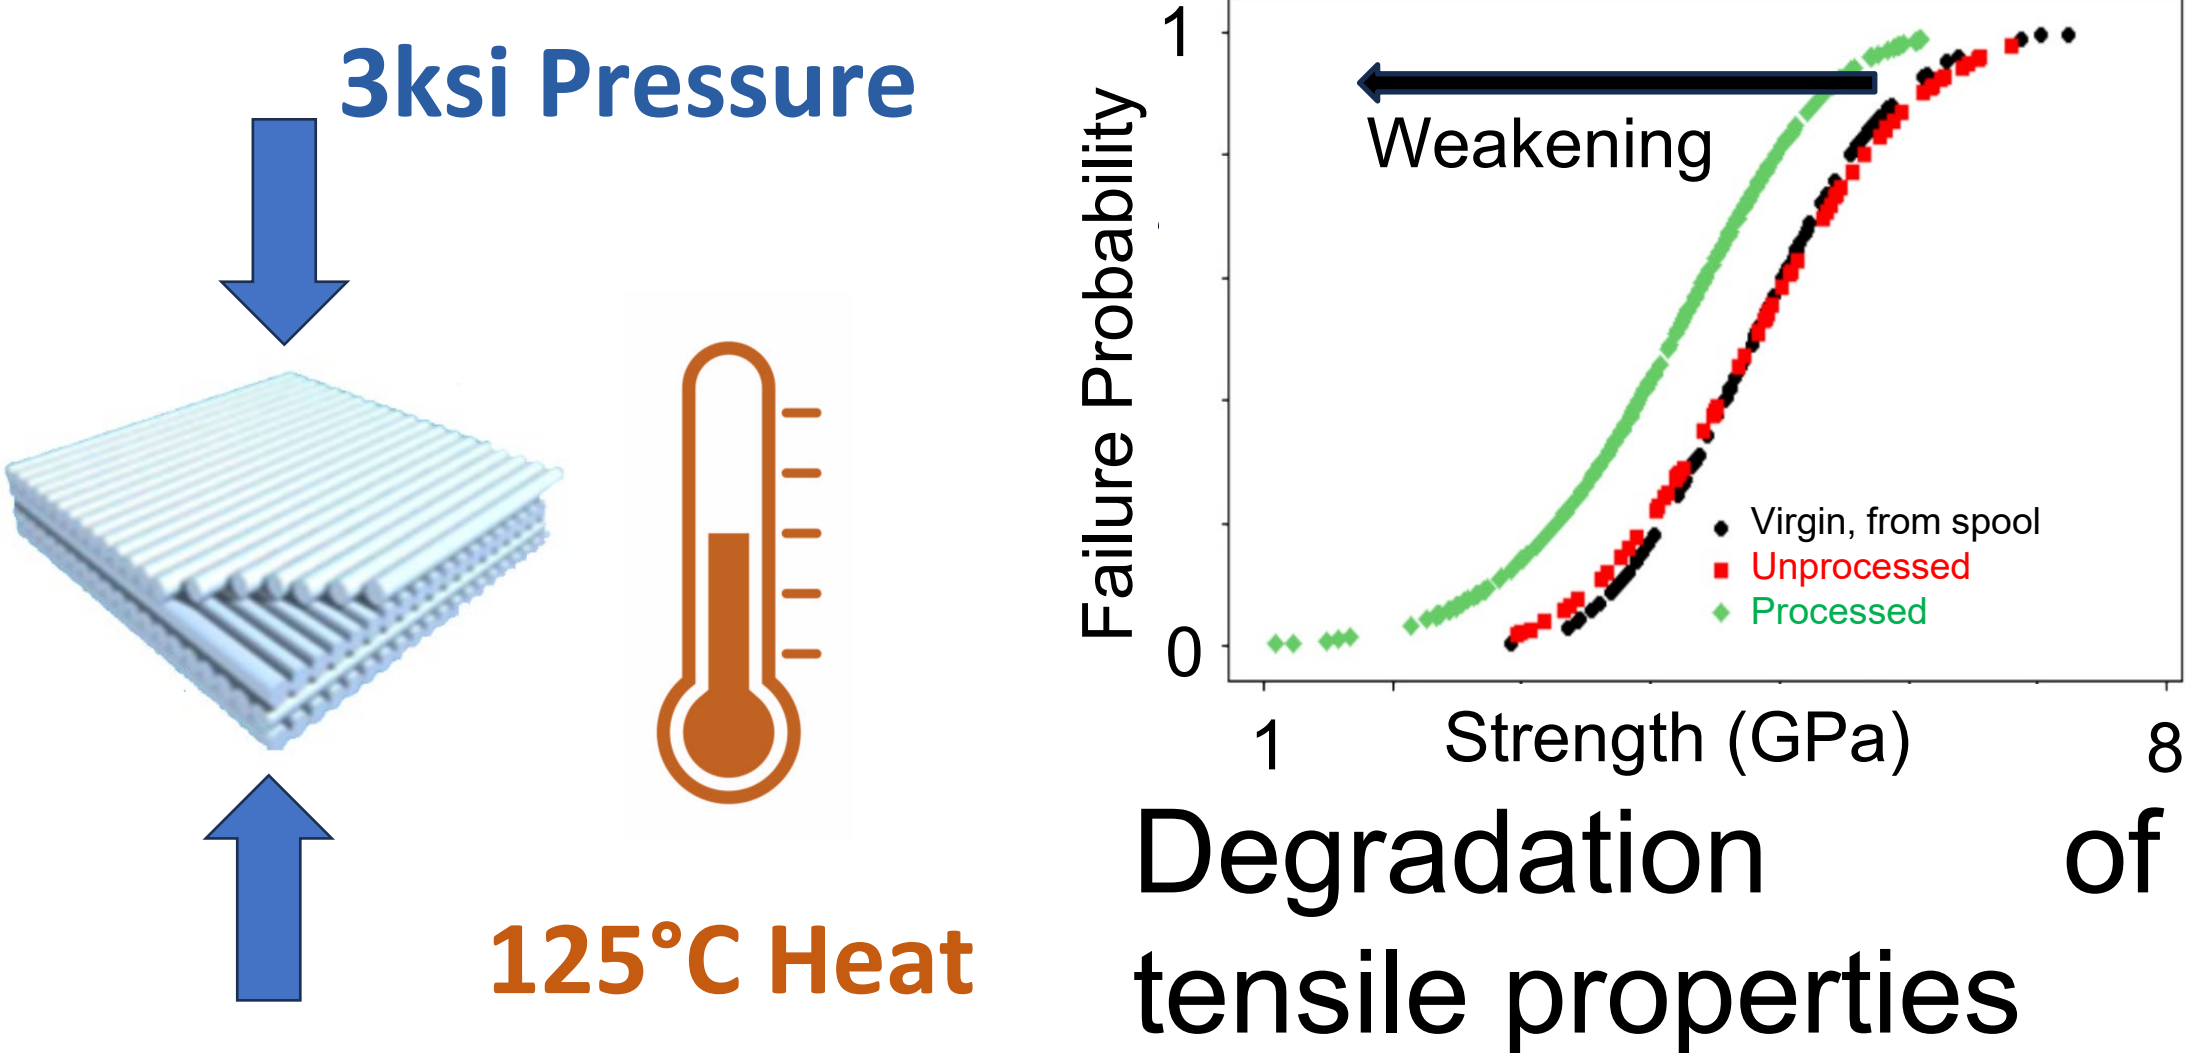 3ksi Pressure
125°C Heat
1
Failure Probability
0
Weakening
Virgin, from spool
Unprocessed
Processed
1
Strength (GPa)
8
Degradation of
tensile properties